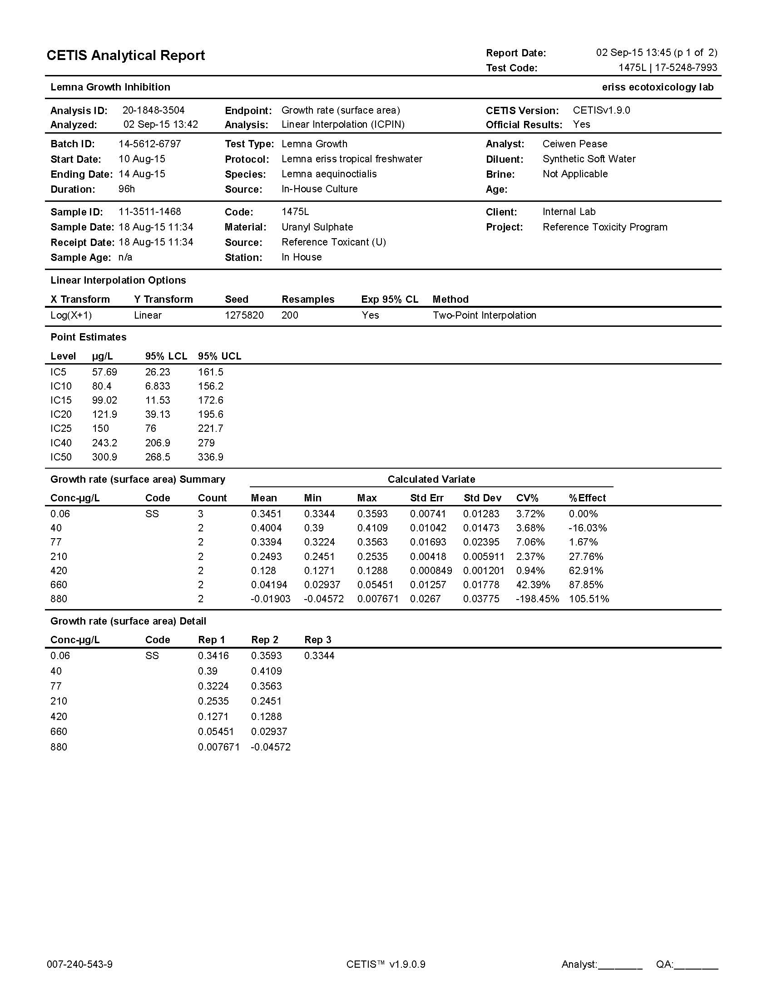 CETIS Analytical Report
Report Date: 02 Sep-15 13:45 (p 1 of 2)
Test Code: 1475L | 17-5248-7993
Lemna Growth Inhibition eriss ecotoxicology lab
Analysis ID: 20-1848-3504 Endpoint: Growth rate (surface area) CETIS Version: CETISv1.9.0
Analyzed: 02 Sep-15 13:42 Analysis: Linear Interpolation (ICPIN) Official Results: Yes
Batch ID: 14-5612-6797 Test Type: Lemna Growth Analyst: Ceiwen Pease
Start Date: 10 Aug-15 Protocol: Lemna eriss tropical freshwater Diluent: Synthetic Soft Water
Ending Date: 14 Aug-15 Species: Lemna aequinoctialis Brine: Not Applicable
Duration: 96h Source: In-House Culture Age:
Sample ID: 11-3511-1468 Code: 1475L Client: Internal Lab
Sample Date: 18 Aug-15 11:34 Material: Uranyl Sulphate Project: Reference Toxicity Program
Receipt Date: 18 Aug-15 11:34 Source: Reference Toxicant (U)
Sample Age: n/a Station: In House
Linear Interpolation Options
X Transform Y Transform Seed Resamples Exp 95% CL Method
Log(X+1) Linear 1275820 200 Yes Two-Point Interpolation
Point Estimates
Level µg/L 95% LCL 95% UCL
IC5 57.69 26.23 161.5
IC10 80.4 6.833 156.2
IC15 99.02 11.53 172.6
IC20 121.9 39.13 195.6
IC25 150 76 221.7
IC40 243.2 206.9 279
IC50 300.9 268.5 336.9
Growth rate (surface area) Summary Calculated Variate
Conc-µg/L Code Count Mean Min Max Std Err Std Dev CV% %Effect
0.06 SS 3 0.3451 0.3344 0.3593 0.00741 0.01283 3.72% 0.00%
40 2 0.4004 0.39 0.4109 0.01042 0.01473 3.68% -16.03%
77 2 0.3394 0.3224 0.3563 0.01693 0.02395 7.06% 1.67%
210 2 0.2493 0.2451 0.2535 0.00418 0.005911 2.37% 27.76%
420 2 0.128 0.1271 0.1288 0.000849 0.001201 0.94% 62.91%
660 2 0.04194 0.02937 0.05451 0.01257 0.01778 42.39% 87.85%
880 2 -0.01903 -0.04572 0.007671 0.0267 0.03775 -198.45% 105.51%
Growth rate (surface area) Detail
Conc-µg/L Code Rep 1 Rep 2 Rep 3
0.06 SS 0.3416 0.3593 0.3344
40 0.39 0.4109
77 0.3224 0.3563
210 0.2535 0.2451
420 0.1271 0.1288
660 0.05451 0.02937
880 0.007671 -0.04572
007-240-543-9 CETIS™ v1.9.0.9 Analyst:________ QA:________